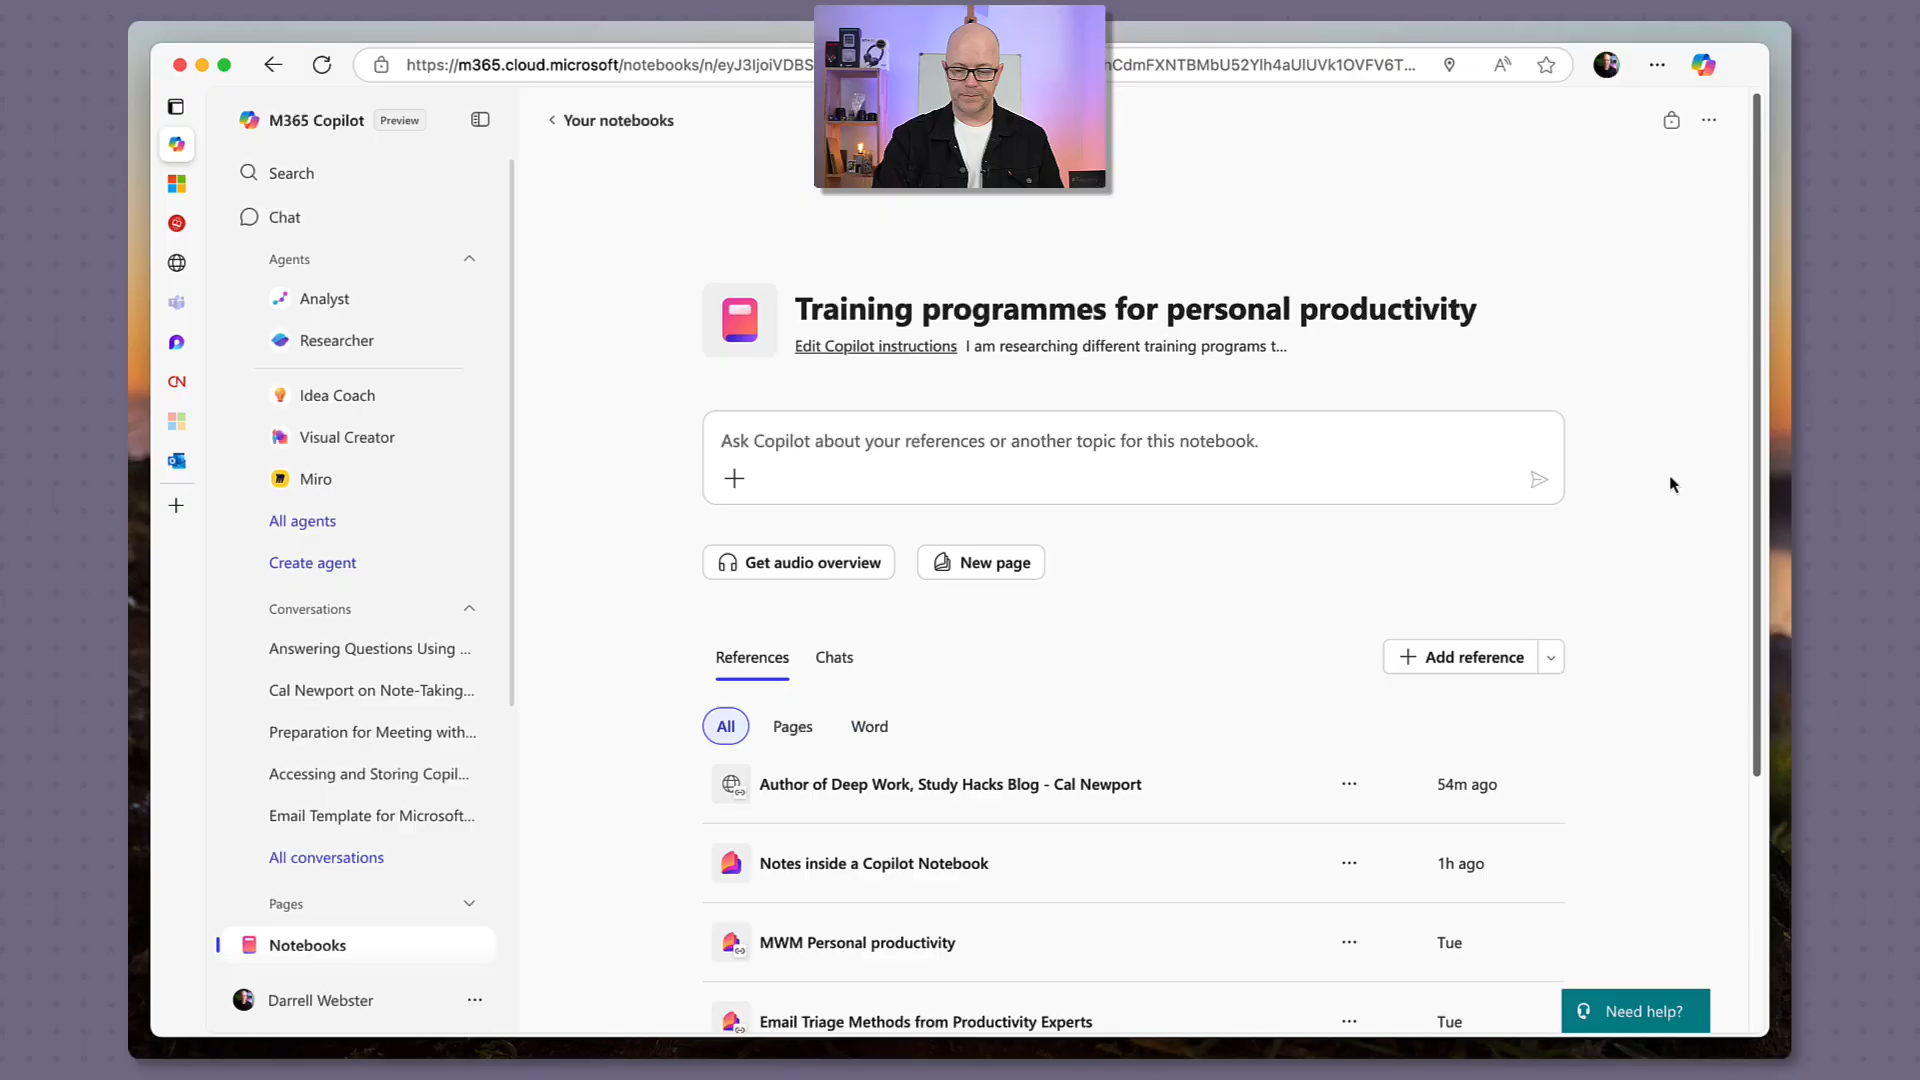 https://m365.cloud.microsoft/notebooks/n/eyJ3IjoiVDBS
CdmFXNTBMbU52Ylh4aUlUVk1OVFV6T...
M365 Copilot
Preview
Your notebooks
Search
Chat
Agents
Analyst
Researcher
Idea Coach
Visual Creator
Miro
All agents
Create agent
Conversations
Answering Questions Using ...
Cal Newport on Note-Taking...
Preparation for Meeting with...
Accessing and Storing Copil...
Email Template for Microsoft...
All conversations
Pages
Notebooks
Darrell Webster
CN
Training programmes for personal productivity
Edit Copilot instructions I am researching different training programs t...
Ask Copilot about your references or another topic for this notebook.
Get audio overview
New page
References
Chats
Add reference
All
Pages
Word
Author of Deep Work, Study Hacks Blog - Cal Newport
54m ago
Notes inside a Copilot Notebook
1h ago
MWM Personal productivity
Tue
Email Triage Methods from Productivity Experts
Tue
Need help?